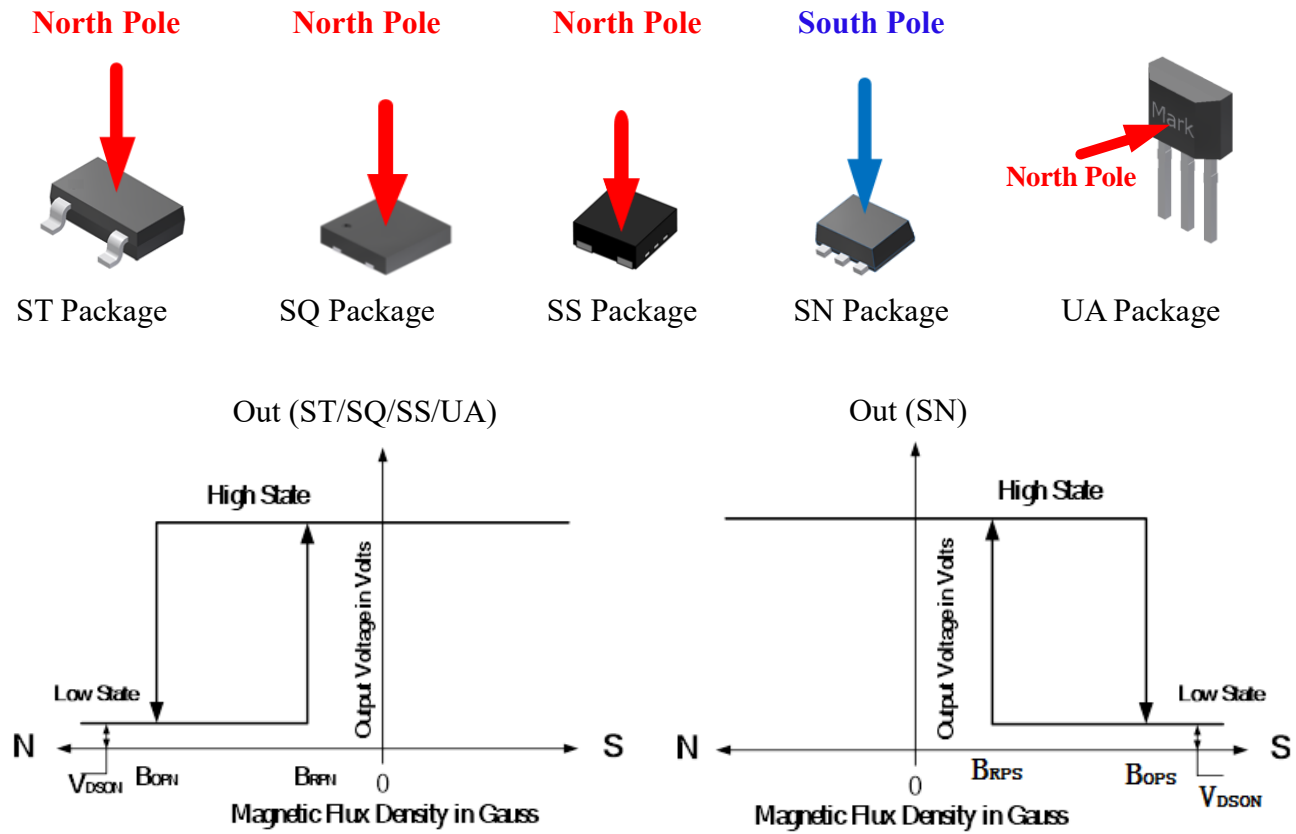 North Pole
North Pole
North Pole
South Pole
Mark
North Pole
ST Package
SQ Package
SS Package
SN Package
UA Package
Out (ST/SQ/SS/UA)
High State
Output Voltage in Volts
Low State
N
S
VDSON
BOPN
BRPN
0
Magnetic Flux Density in Gauss
Out (SN)
High State
Output Voltage in Volts
Low State
N
S
0
BRPS
BOPS
VDSON
Magnetic Flux Density in Gauss